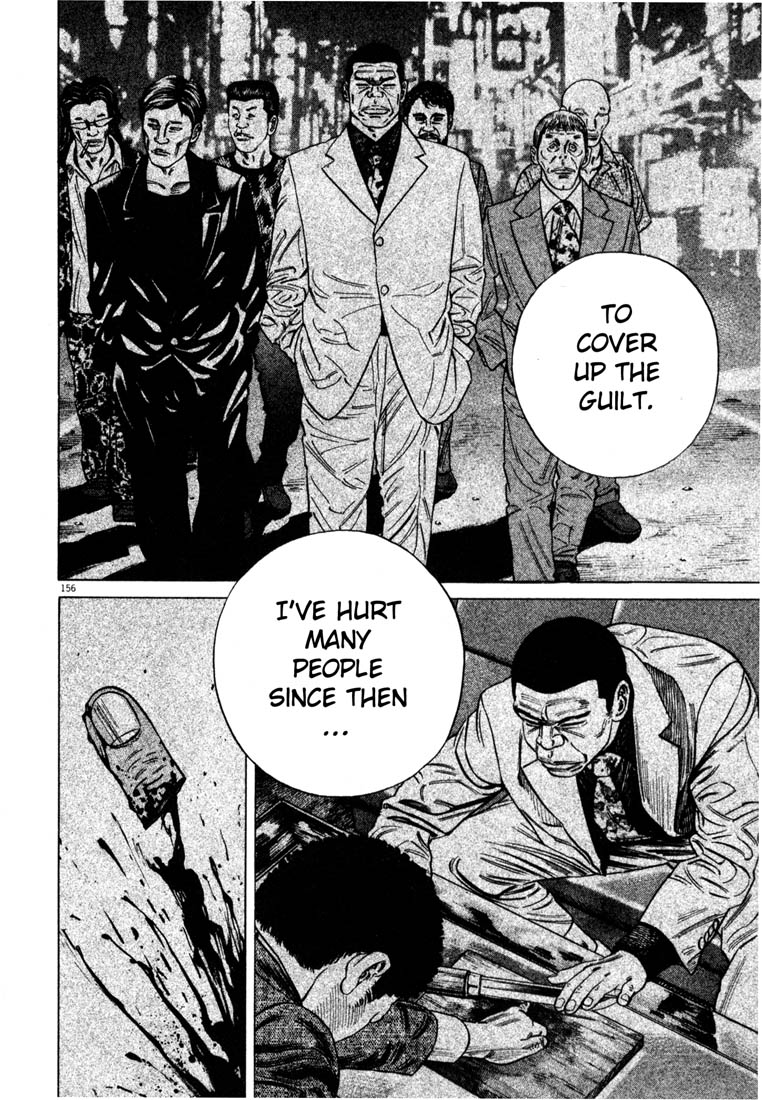 TO
COVER
UP THE
GUILT.
156
I'VE HURT
MANY
PEOPLE
SINCE THEN
...